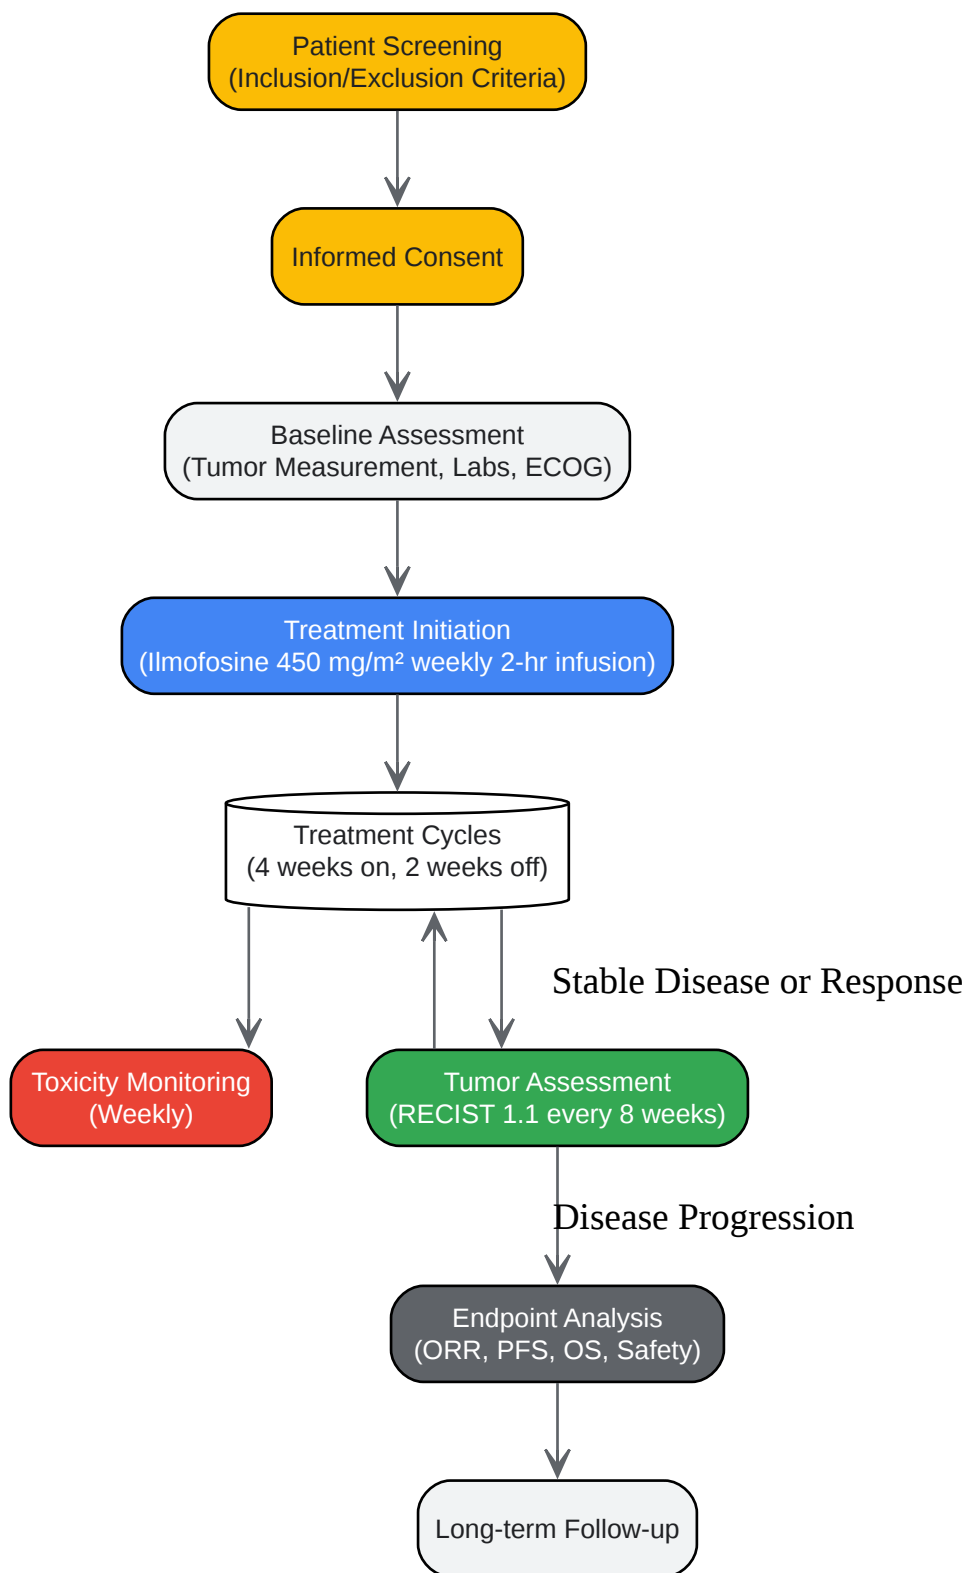 Patient Screening
(Inclusion/Exclusion Criteria)
Informed Consent
Baseline Assessment
(Tumor Measurement, Labs, ECOG)
Treatment Initiation
(Ilmofosine 450 mg/m² weekly 2-hr infusion)
Treatment Cycles
(4 weeks on, 2 weeks off)
Stable Disease or Response
Toxicity Monitoring
(Weekly)
Tumor Assessment
(RECIST 1.1 every 8 weeks)
Disease Progression
Endpoint Analysis
(ORR, PFS, OS, Safety)
Long-term Follow-up